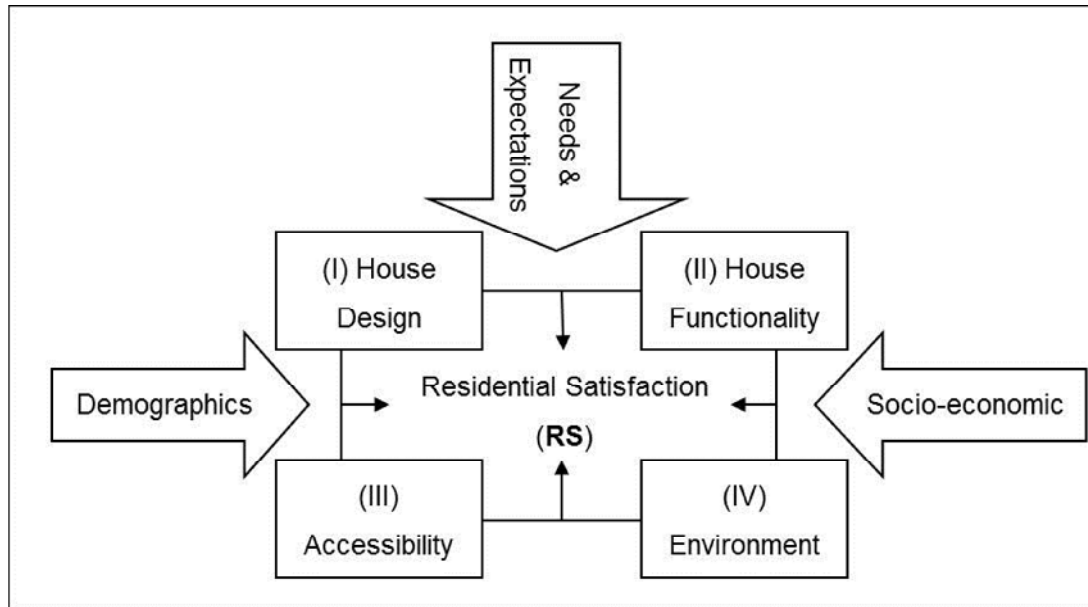 Needs &
Expectations
(I) House
Design
(II) House
Functionality
Demographics
Residential Satisfaction
(RS)
Socio-economic
(III)
Accessibility
(IV)
Environment